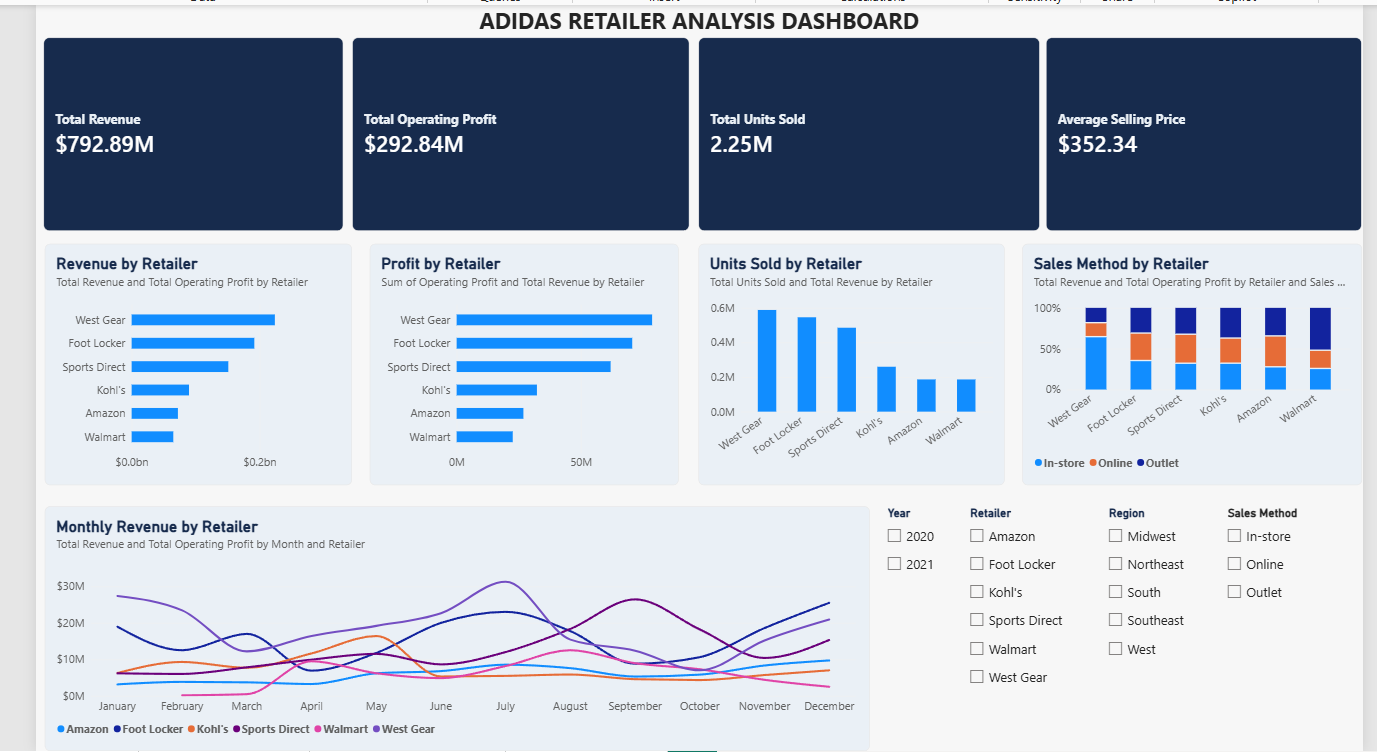 ADIDAS RETAILER ANALYSIS DASHBOARD
Total Revenue
$792.89M
Total Operating Profit
$292.84M
Total Units Sold
2.25M
Average Selling Price
$352.34
Revenue by Retailer
Total Revenue and Total Operating Profit by Retailer
West Gear
Foot Locker
Sports Direct
Kohl's
Amazon
Walmart
$0.0bn $0.2bn
Profit by Retailer
Sum of Operating Profit and Total Revenue by Retailer
West Gear
Foot Locker
Sports Direct
Kohl's
Amazon
Walmart
0M 50M
Units Sold by Retailer
Total Units Sold and Total Revenue by Retailer
0.6M
0.4M
0.2M
0.0M
West Gear Foot Locker Sports Direct Kohl's Amazon Walmart
Sales Method by Retailer
Total Revenue and Total Operating Profit by Retailer and Sales ...
100%
50%
0%
West Gear Foot Locker Sports Direct Kohl's Amazon Walmart
In-store Online Outlet
Monthly Revenue by Retailer
Total Revenue and Total Operating Profit by Month and Retailer
$30M
$20M
$10M
$0M
January February March April May June July August September October November December
Amazon Foot Locker Kohl's Sports Direct Walmart West Gear
Year
2020
2021
Retailer
Amazon
Foot Locker
Kohl's
Sports Direct
Walmart
West Gear
Region
Midwest
Northeast
South
Southeast
West
Sales Method
In-store
Online
Outlet